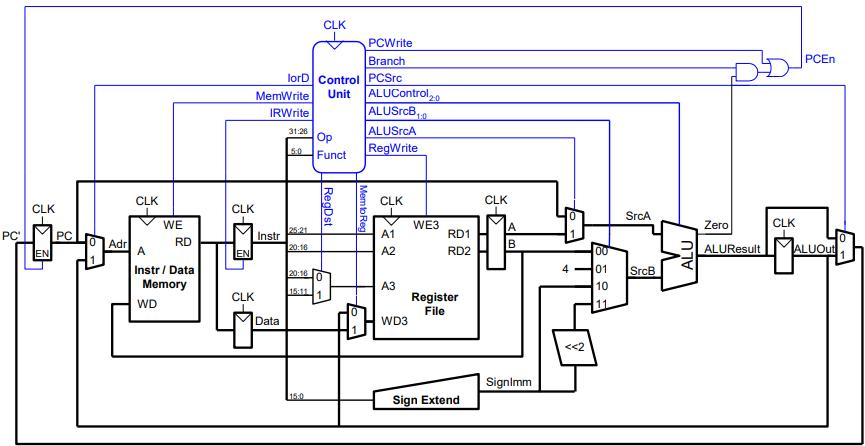 CLK
PCWrite
Branch
PCEn
IorD
Control
Unit
PCSrc
MemWrite
ALUControl2:0
IRWrite
ALUSrcB1:0
31:26
Op
ALUSrcA
5:0
Funct
RegWrite
RegDst
MemtoReg
CLK
CLK
CLK
CLK
CLK
PC'
PC
EN
0
1
Adr
A
WE
RD
Instr / Data
Memory
WD
EN
Instr
CLK
Data
25:21
20:16
20:16
15:11
0
1
0
1
A1
A2
A3
WD3
WE3
RD1
RD2
Register
File
A
B
0
1
SrcA
4
00
01
10
11
SrcB
<<2
ALU
Zero
ALUResult
CLK
ALUOut
0
1
15:0
Sign Extend
SignImm